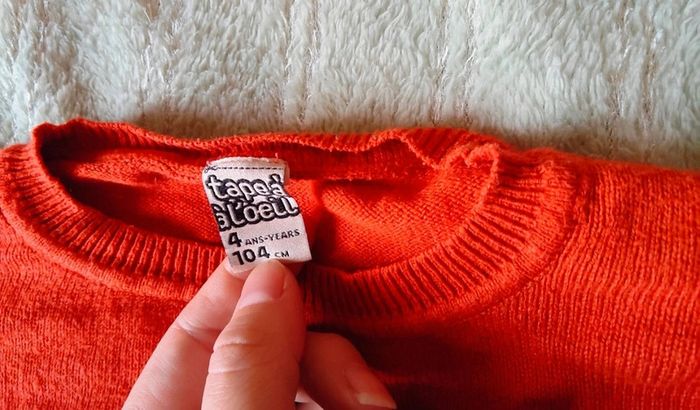 tape à
à l'oeil
4 ANS-YEARS
104 CM